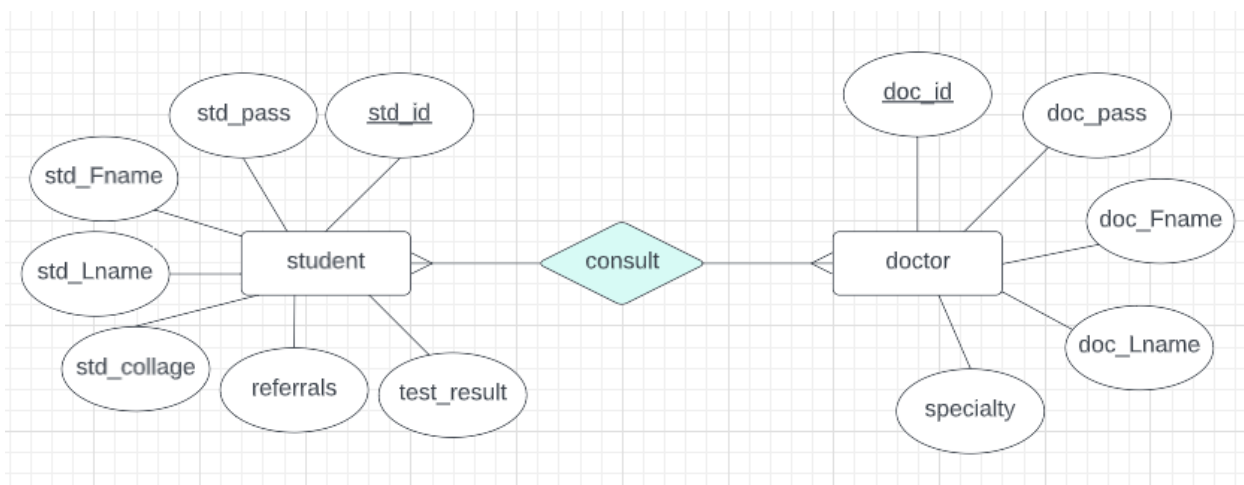 std_pass
std_id
std_Fname
std_Lname
student
std_collage
referrals
test_result
consult
doc_id
doc_pass
doc_Fname
doctor
doc_Lname
specialty